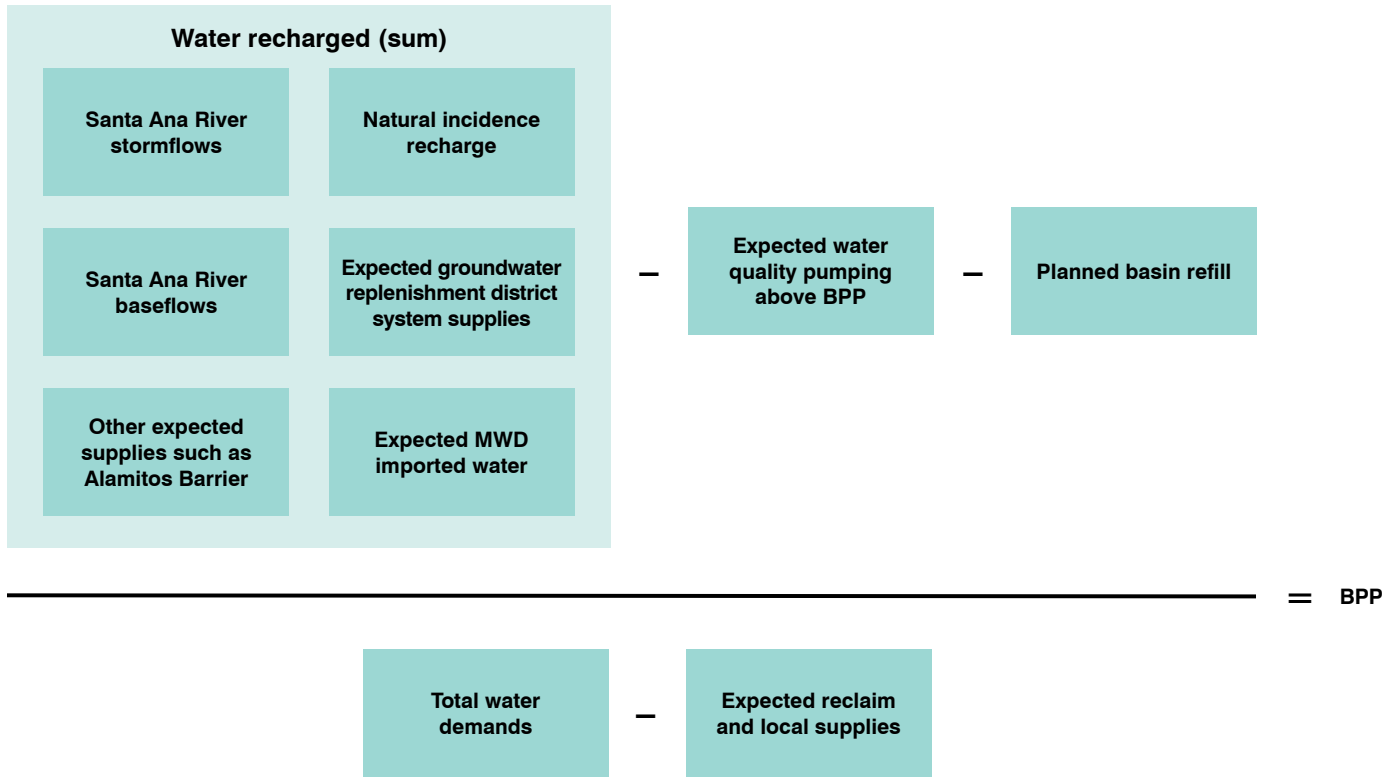 Water recharged (sum)
Santa Ana River
stormflows
Natural incidence
recharge
Santa Ana River
baseflows
Expected groundwater
replenishment district
system supplies
Other expected
supplies such as
Alamitos Barrier
Expected MWD
imported water
–
Expected water
quality pumping
above BPP
–
Planned basin refill
= BPP
Total water
demands
–
Expected reclaim
and local supplies